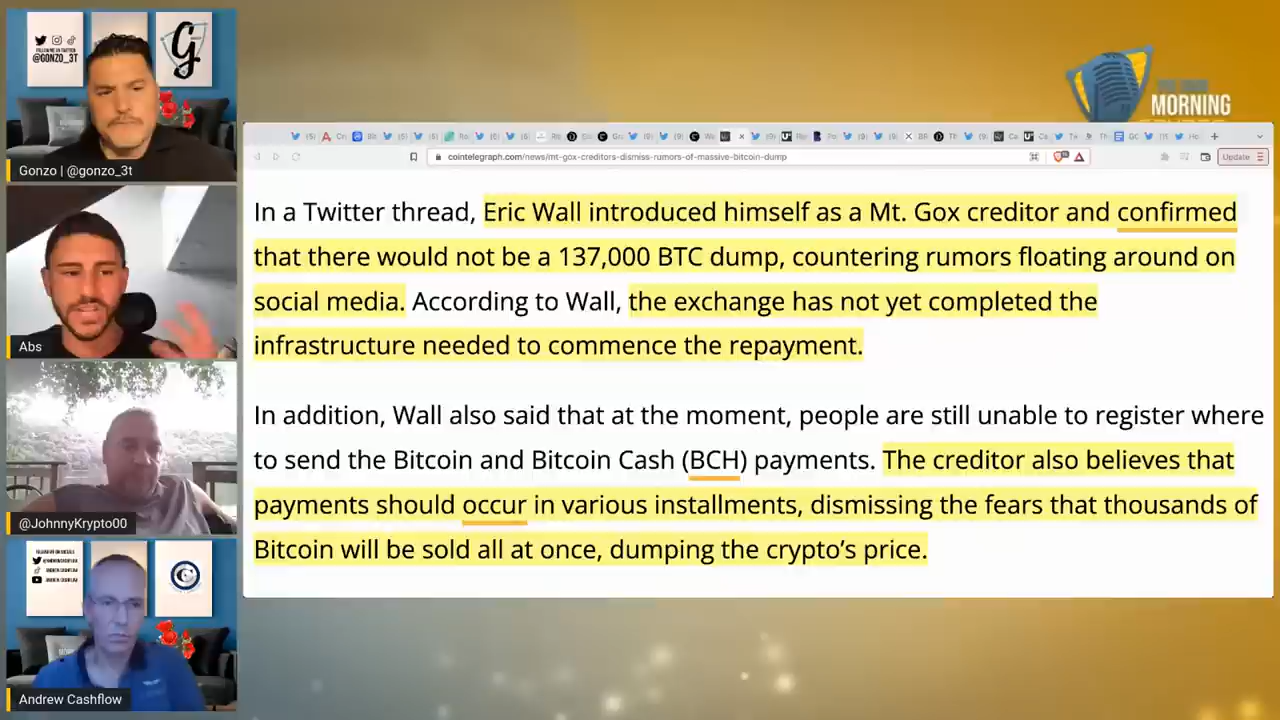 FOLLOW ME ON TWITTER
@GONZO_3T
G
Gonzo | @gonzo_3t
Abs
@JohnnyKrypto00
Andrew Cashflow
MORNING
cointelegraph.com/news/mt-gox-creditors-dismiss-rumors-of-massive-bitcoin-dump
Update
In a Twitter thread, Eric Wall introduced himself as a Mt. Gox creditor and confirmed
that there would not be a 137,000 BTC dump, countering rumors floating around on
social media. According to Wall, the exchange has not yet completed the
infrastructure needed to commence the repayment.
In addition, Wall also said that at the moment, people are still unable to register where
to send the Bitcoin and Bitcoin Cash (BCH) payments. The creditor also believes that
payments should occur in various installments, dismissing the fears that thousands of
Bitcoin will be sold all at once, dumping the crypto's price.